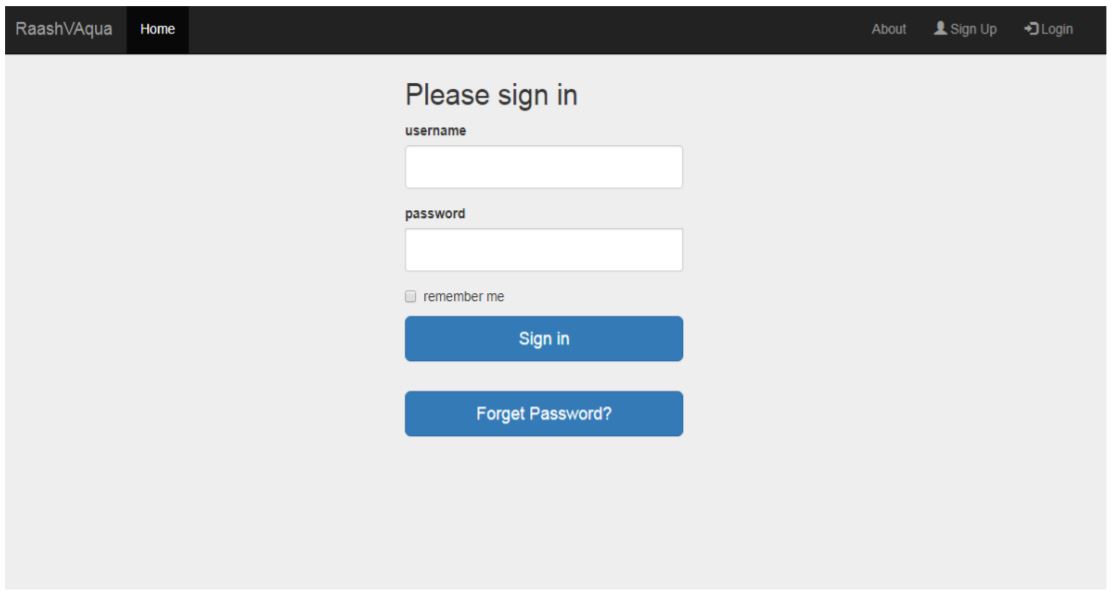 RaashVAqua Home About Sign Up Login
Please sign in
username
password
remember me
Sign in
Forget Password?